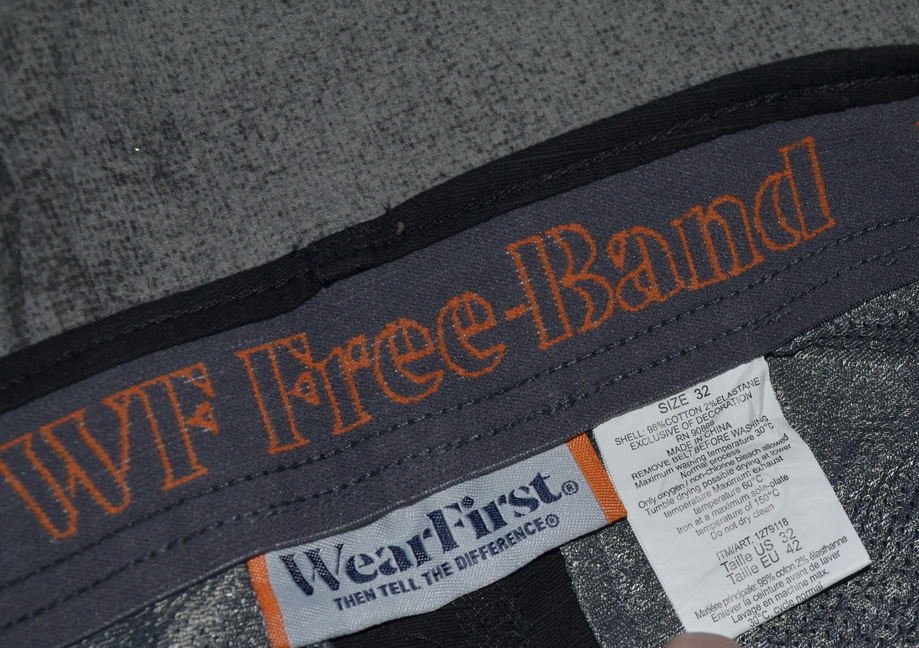 WF Free-Band
WearFirst®
THEN TELL THE DIFFERENCE®
SIZE 32
SHELL: 98%COTTON 2%ELASTANE
EXCLUSIVE OF DECORATION
RN 90866
MADE IN CHINA
REMOVE BELT BEFORE WASHING
Maximum washing temperature 30°C
Normal process
Only oxygen / non-chlorine bleach allowed
Tumble drying possible drying at lower
temperature Maximum exhaust
temperature 60°C
Iron at a maximum sole-plate
temperature of 150°C
Do not dry clean
ITM/ART. 1279118
Taille US 32
Taille EU 42
Matière principale: 98% coton 2% élasthanne
Enlever la ceinture avant de laver
Lavage en machine max.
30°C, cycle normal